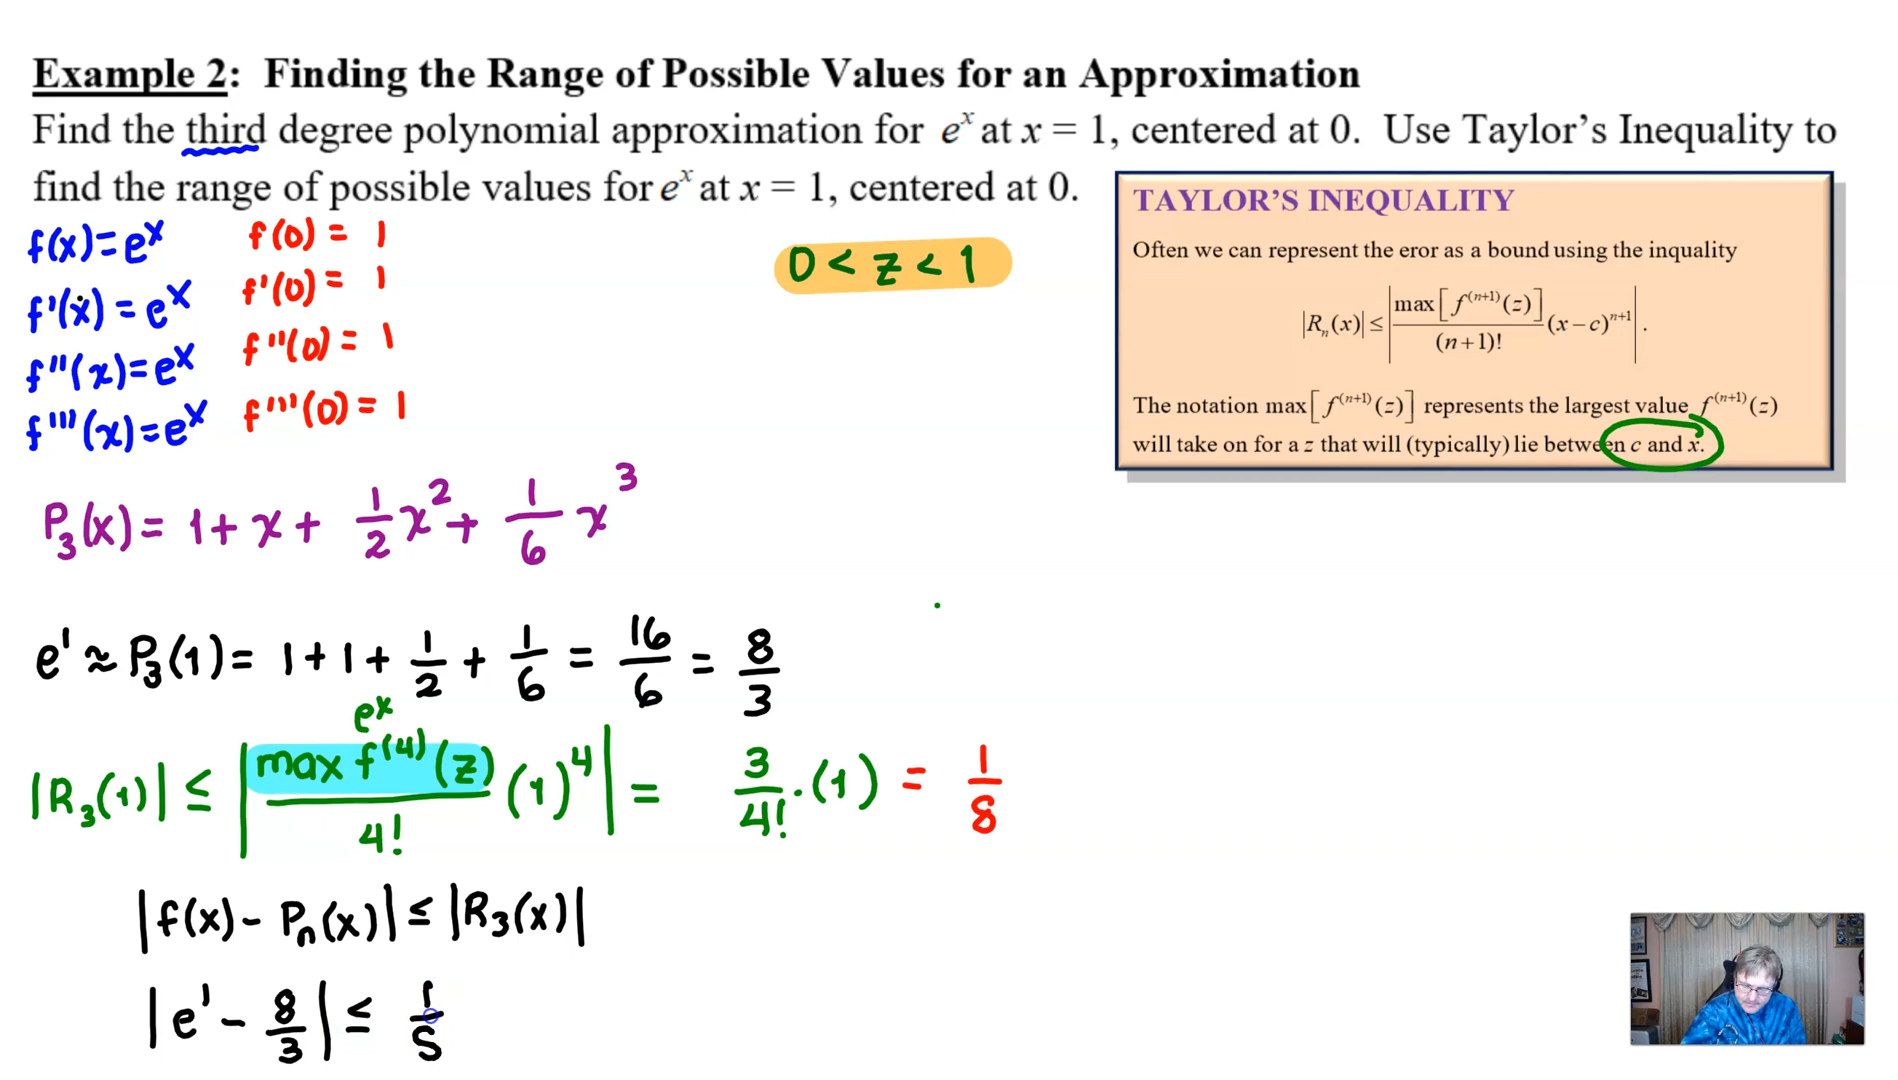 Example 2: Finding the Range of Possible Values for an Approximation
Find the third degree polynomial approximation for e^x at x = 1, centered at 0. Use Taylor's Inequality to
find the range of possible values for e^x at x = 1, centered at 0.
TAYLOR'S INEQUALITY
Often we can represent the eror as a bound using the inquality
|R_n(x)| ≤ |max[f^(n+1)(z)]/(n+1)! (x−c)^(n+1)|.
The notation max[f^(n+1)(z)] represents the largest value f^(n+1)(z)
will take on for a z that will (typically) lie between c and x.
f(x)=e^x f(0) = 1
0 < z < 1
f'(x) = e^x f'(0) = 1
f''(x)=e^x f''(0) = 1
f'''(x)=e^x f'''(0) = 1
P_3(x) = 1 + x + 1/2 x^2 + 1/6 x^3
e^1 ≈ P_3(1) = 1 + 1 + 1/2 + 1/6 = 16/6 = 8/3
e^x
|R_3(1)| ≤ |max f^(4)(z)/4! (1)^4| = 3/4! · (1) = 1/8
|f(x) − P_n(x)| ≤ |R_3(x)|
|e^1 − 8/3| ≤ 1/S